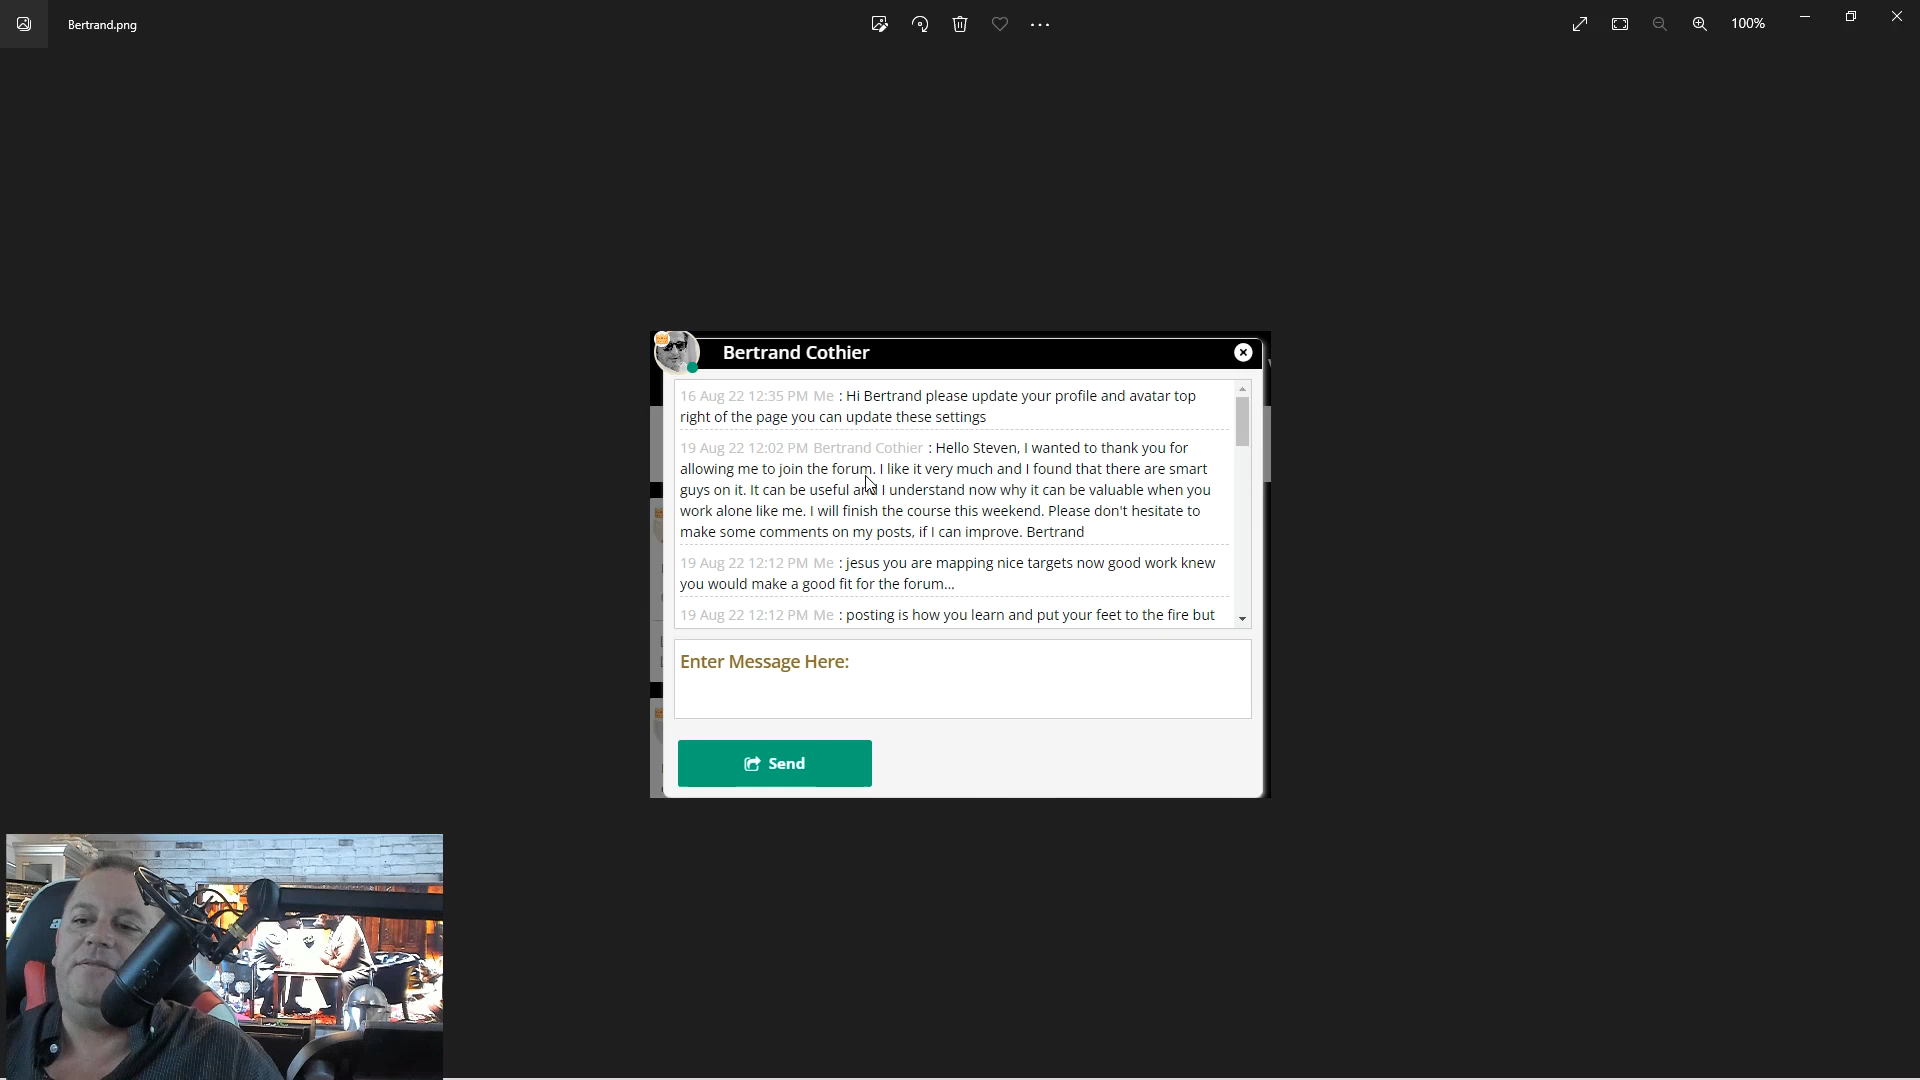 Bertrand.png
100%
Bertrand Cothier
16 Aug 22 12:35 PM Me : Hi Bertrand please update your profile and avatar top
right of the page you can update these settings
19 Aug 22 12:02 PM Bertrand Cothier : Hello Steven, I wanted to thank you for
allowing me to join the forum. I like it very much and I found that there are smart
guys on it. It can be useful and I understand now why it can be valuable when you
work alone like me. I will finish the course this weekend. Please don't hesitate to
make some comments on my posts, if I can improve. Bertrand
19 Aug 22 12:12 PM Me : jesus you are mapping nice targets now good work knew
you would make a good fit for the forum...
19 Aug 22 12:12 PM Me : posting is how you learn and put your feet to the fire but
Enter Message Here:
Send